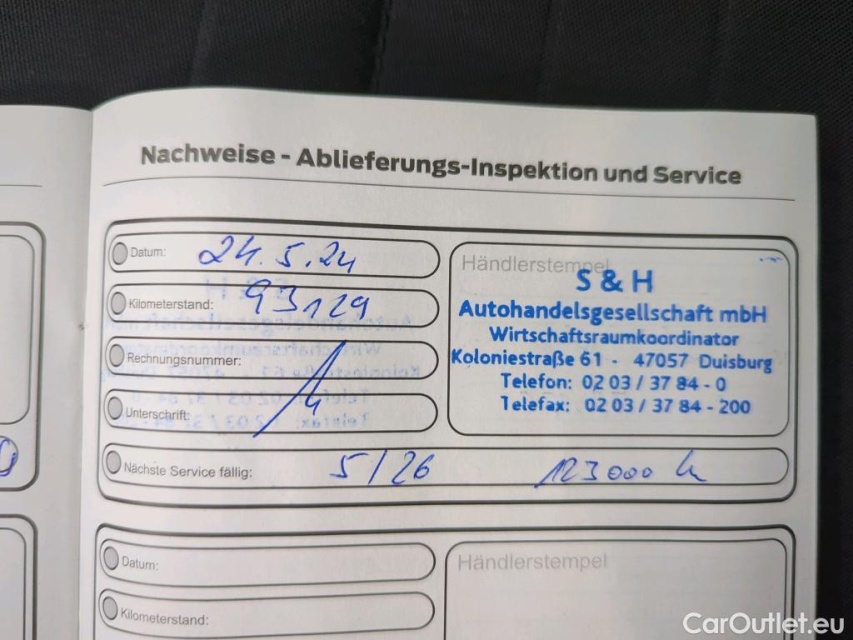 Nachweise - Ablieferungs-Inspektion und Service
Datum: 24.5.24
Kilometerstand: 93129
Rechnungsnummer:
Unterschrift:
Händlerstempel
S & H
Autohandelsgesellschaft mbH
Wirtschaftsraumkoordinator
Koloniestraße 61 - 47057 Duisburg
Telefon: 02 03 / 37 84 - 0
Telefax: 02 03 / 37 84 - 200
Nächste Service fällig: 5/26 123000 k
Datum:
Kilometerstand:
Händlerstempel
CarOutlet.eu